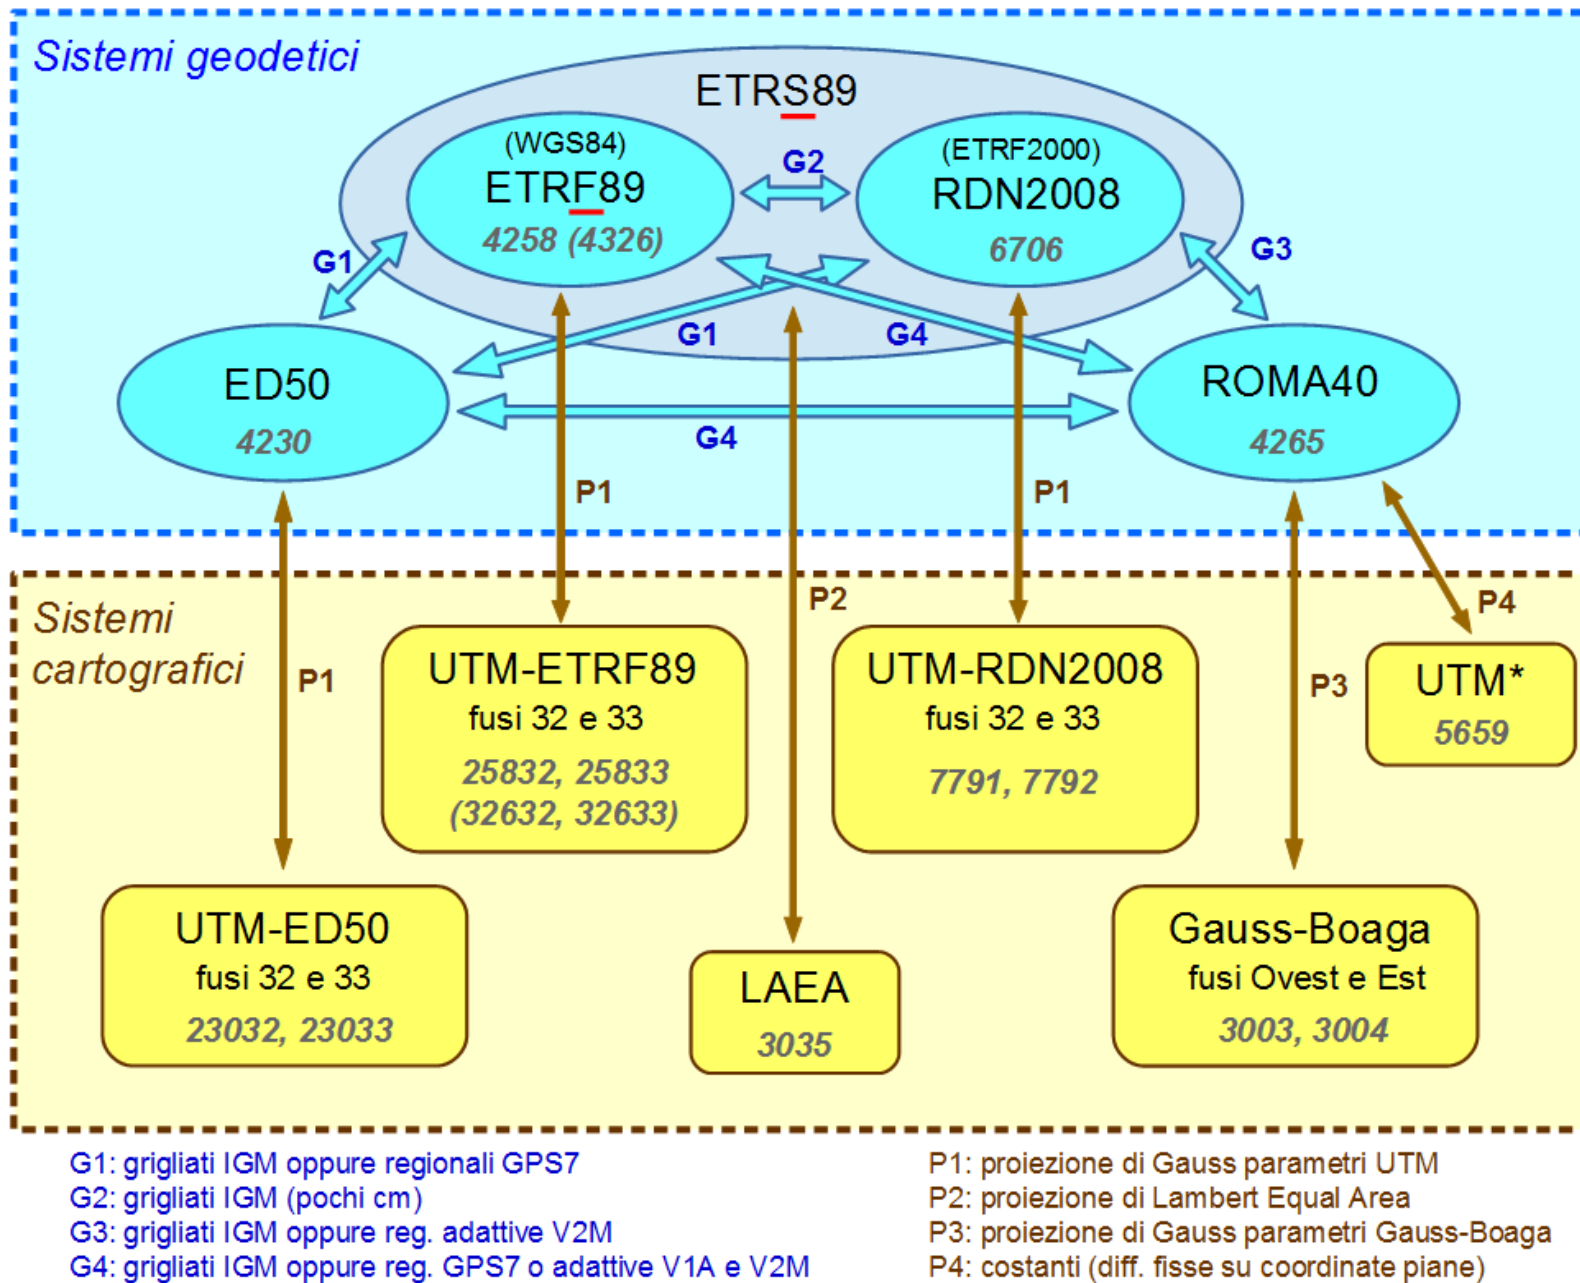 Sistemi geodetici
ETRS89
(WGS84)
ETRF89
4258 (4326)
G2
(ETRF2000)
RDN2008
6706
G1
G3
G1
G4
ED50
4230
G4
ROMA40
4265
P1
P1
Sistemi
cartografici
P1
P2
P3
P4
UTM-ETRF89
fusi 32 e 33
25832, 25833
(32632, 32633)
UTM-RDN2008
fusi 32 e 33
7791, 7792
UTM*
5659
UTM-ED50
fusi 32 e 33
23032, 23033
LAEA
3035
Gauss-Boaga
fusi Ovest e Est
3003, 3004
G1: grigliati IGM oppure regionali GPS7
G2: grigliati IGM (pochi cm)
G3: grigliati IGM oppure reg. adattive V2M
G4: grigliati IGM oppure reg. GPS7 o adattive V1A e V2M
P1: proiezione di Gauss parametri UTM
P2: proiezione di Lambert Equal Area
P3: proiezione di Gauss parametri Gauss-Boaga
P4: costanti (diff. fisse su coordinate piane)